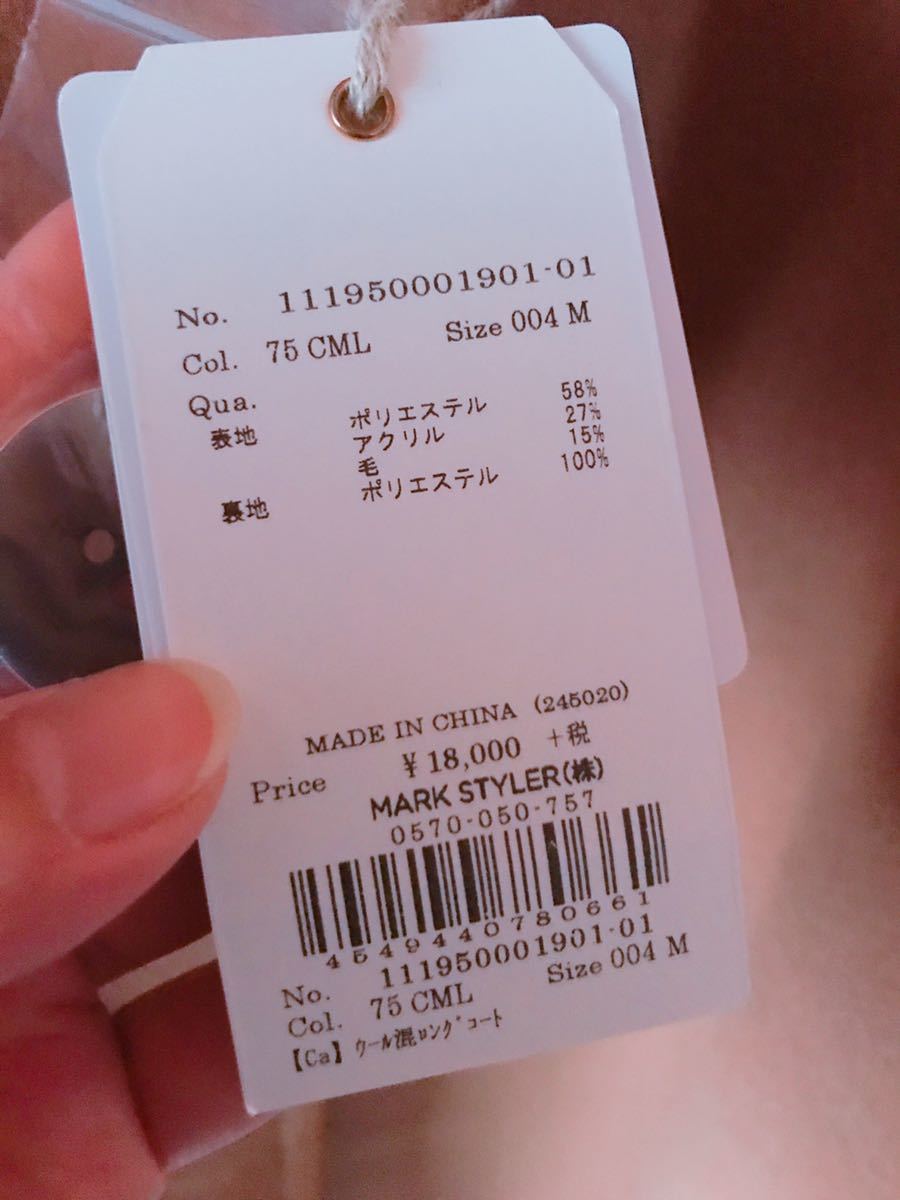 No. 111950001901-01
Col. 75 CML Size 004 M
Qua.
表地 ポリエステル 58%
アクリル 27%
毛 15%
裏地 ポリエステル 100%
MADE IN CHINA (245020)
Price ¥18,000 +税
MARK STYLER(株)
0570-050-757
4549440780661
No. 111950001901-01
Col. 75 CML Size 004 M
【Ca】ウール混ロングコート